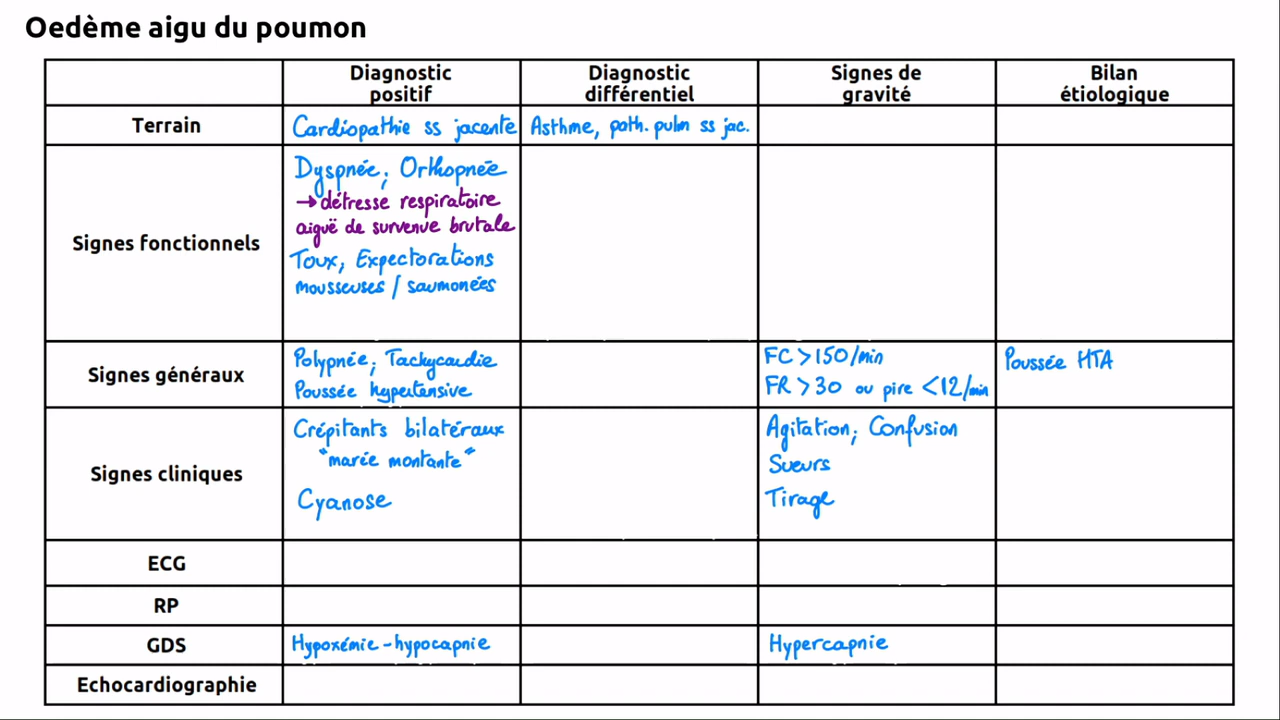 Oedème aigu du poumon
Diagnostic positif
Diagnostic différentiel
Signes de gravité
Bilan étiologique
Terrain
Cardiopathie ss jacente
Asthme, path. pulm ss jac.
Signes fonctionnels
Dyspnée; Orthopnée
→ détresse respiratoire
aiguë de survenue brutale
Toux, Expectorations
mousseuses / saumonées
Signes généraux
Polypnée; Tachycardie
Poussée hypertensive
FC > 150/min
FR > 30 ou pire < 12/min
Poussée HTA
Signes cliniques
Crépitants bilatéraux
"marée montante"
Cyanose
Agitation; Confusion
Sueurs
Tirage
ECG
RP
GDS
Hypoxémie - hypocapnie
Hypercapnie
Echocardiographie